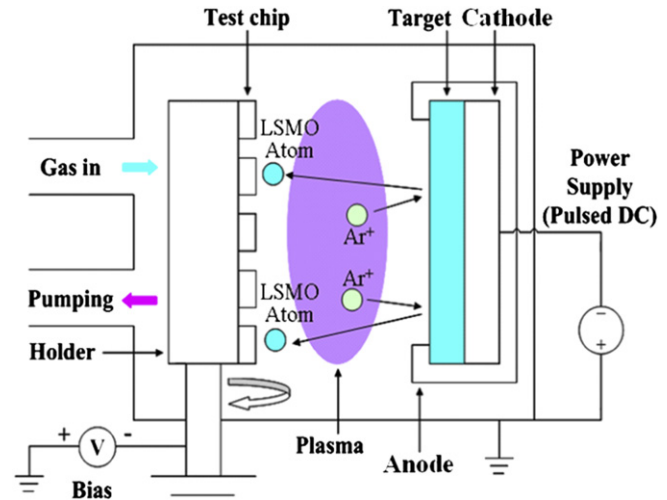 Test chip
Target Cathode
LSMO
Atom
Gas in
Power
Supply
(Pulsed DC)
Ar+
Ar+
Pumping
LSMO
Atom
Holder
−
+
Plasma
Anode
+ V -
Bias